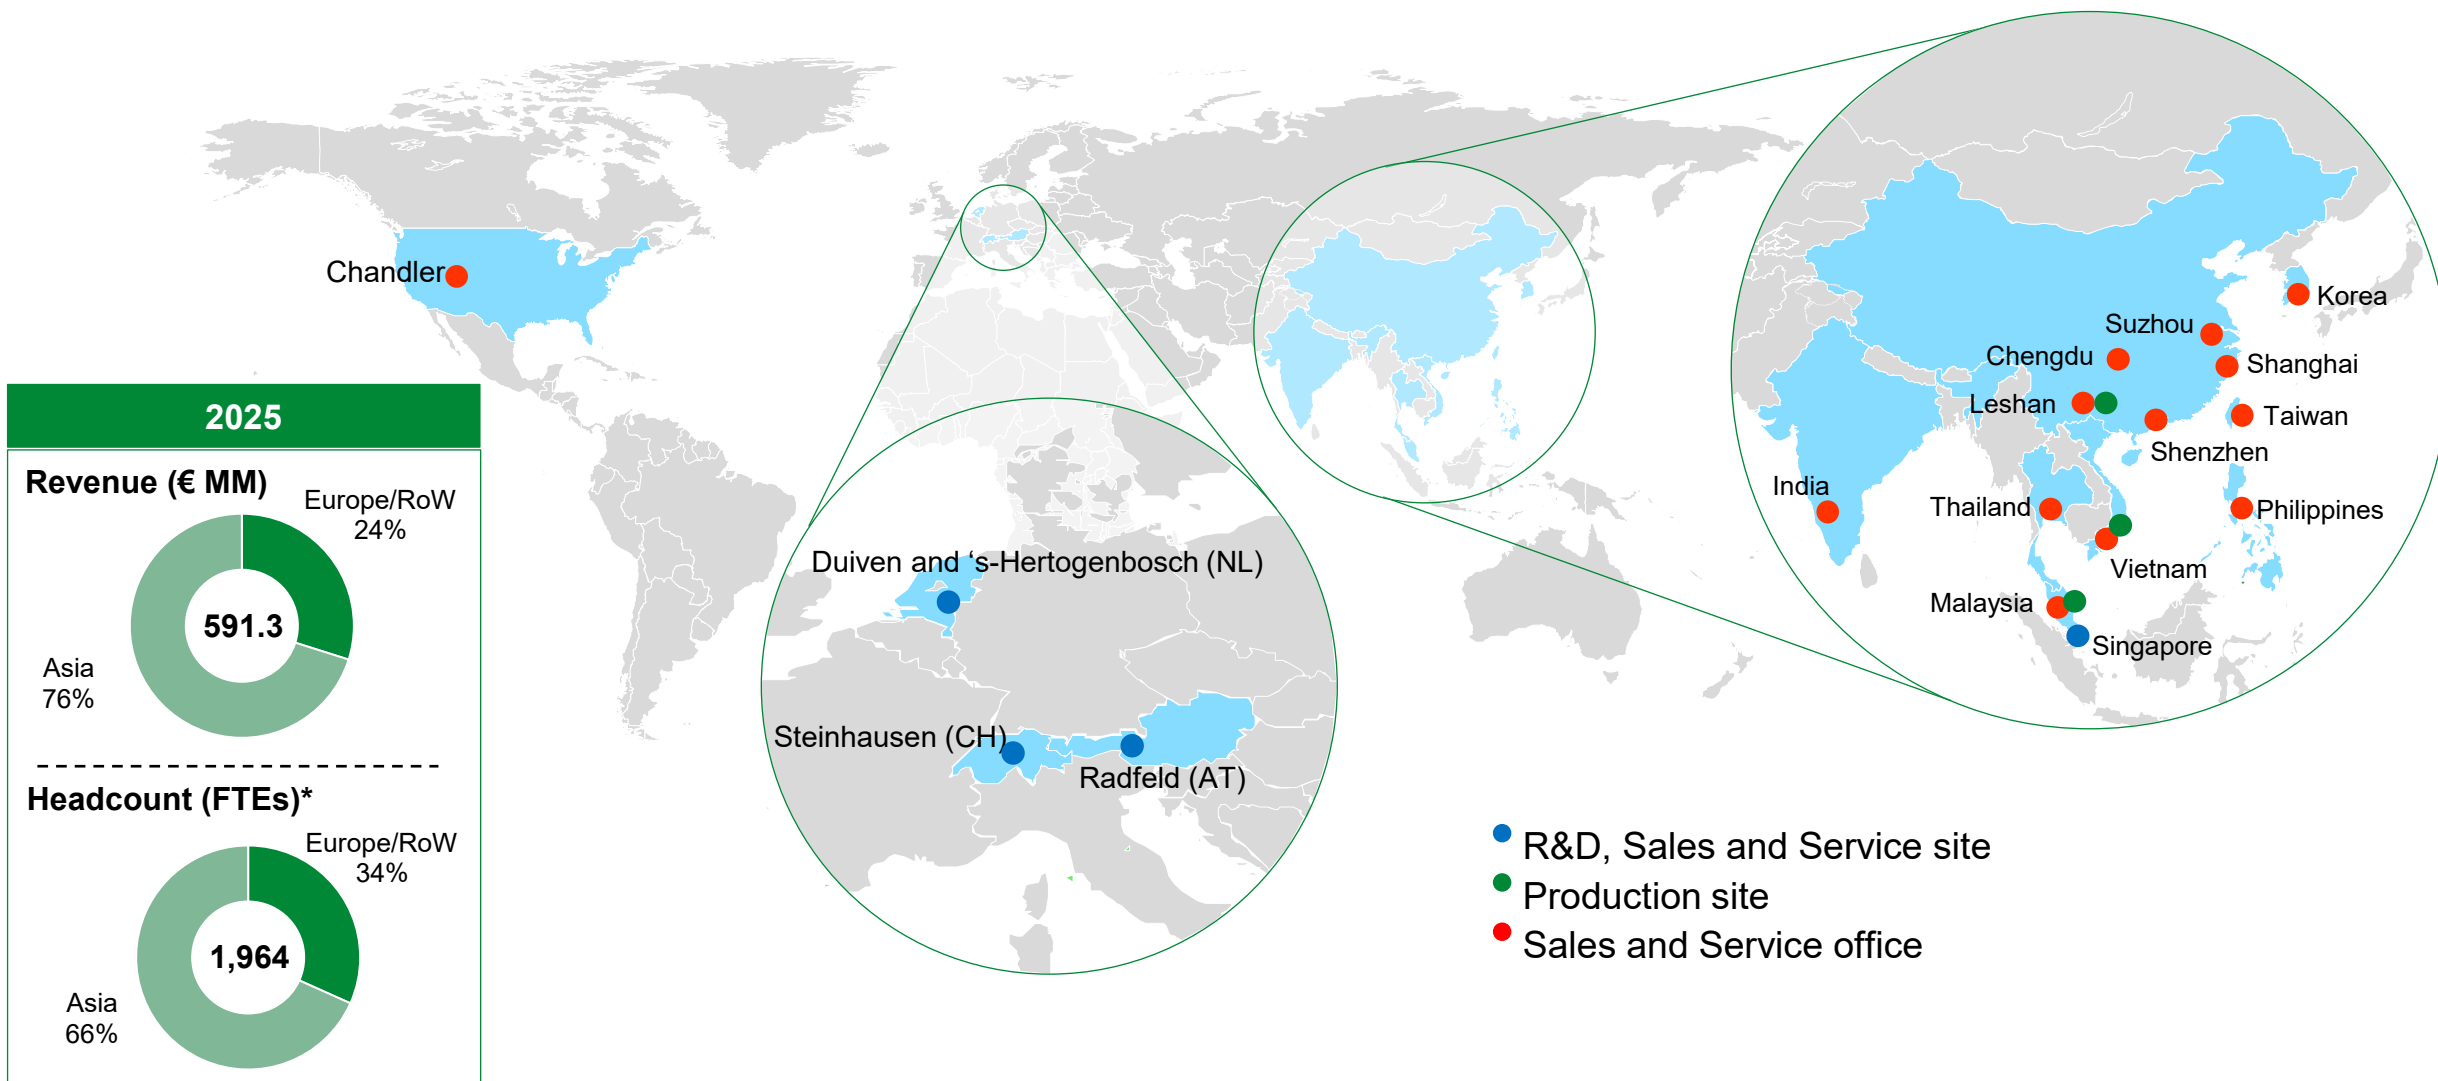 Chandler
2025
Revenue (€ MM)
Europe/RoW
24%
591.3
Asia
76%
Headcount (FTEs)*
Europe/RoW
34%
1,964
Asia
66%
Duiven and ‘s-Hertogenbosch (NL)
Steinhausen (CH)
Radfeld (AT)
Korea
Suzhou
Chengdu
Shanghai
Leshan
Taiwan
Shenzhen
India
Thailand
Philippines
Vietnam
Malaysia
Singapore
R&D, Sales and Service site
Production site
Sales and Service office